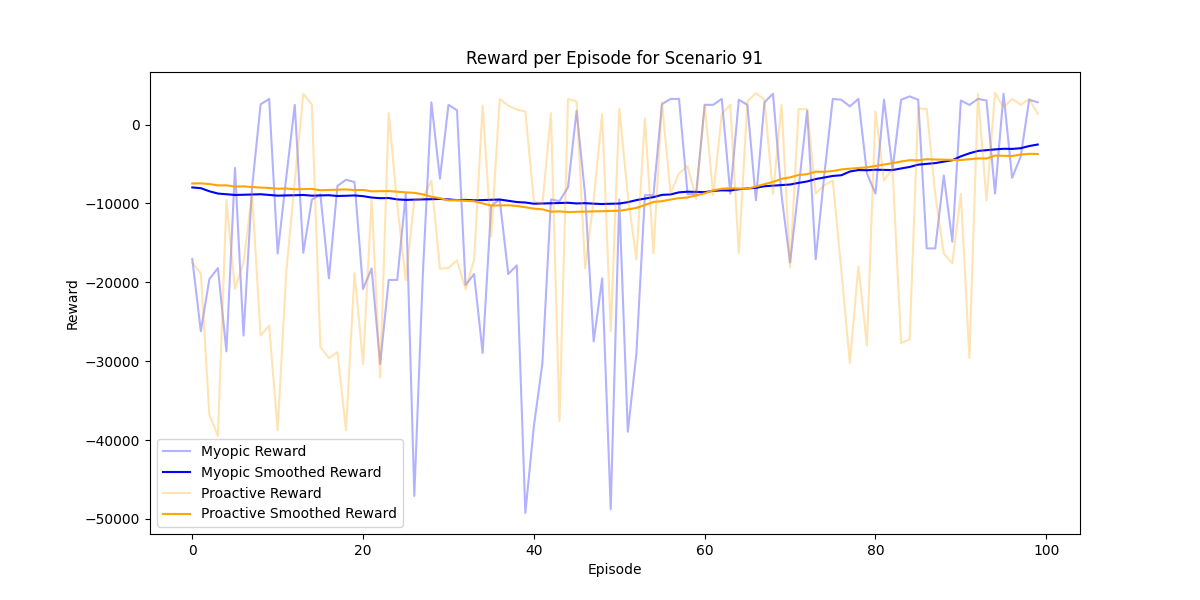 Reward per Episode for Scenario 91
0
−10000
−20000
−30000
−40000
−50000
Reward
Myopic Reward
Myopic Smoothed Reward
Proactive Reward
Proactive Smoothed Reward
0 20 40 60 80 100
Episode